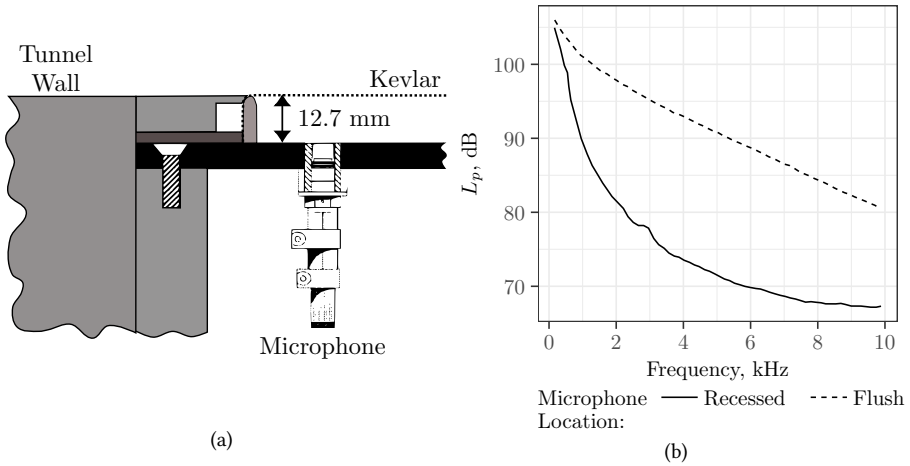 Tunnel
Wall
Kevlar
12.7 mm
Microphone
(a)
100
90
80
70
L_p, dB
0 2 4 6 8 10
Frequency, kHz
Microphone Recessed Flush
Location:
(b)